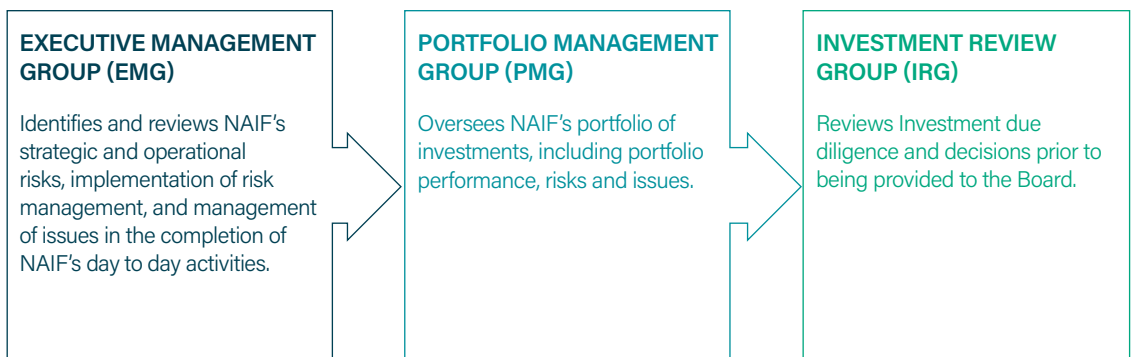 EXECUTIVE MANAGEMENT
GROUP (EMG)
Identifies and reviews NAIF's
strategic and operational
risks, implementation of risk
management, and management
of issues in the completion of
NAIF's day to day activities.
PORTFOLIO MANAGEMENT
GROUP (PMG)
Oversees NAIF's portfolio of
investments, including portfolio
performance, risks and issues.
INVESTMENT REVIEW
GROUP (IRG)
Reviews Investment due
diligence and decisions prior to
being provided to the Board.